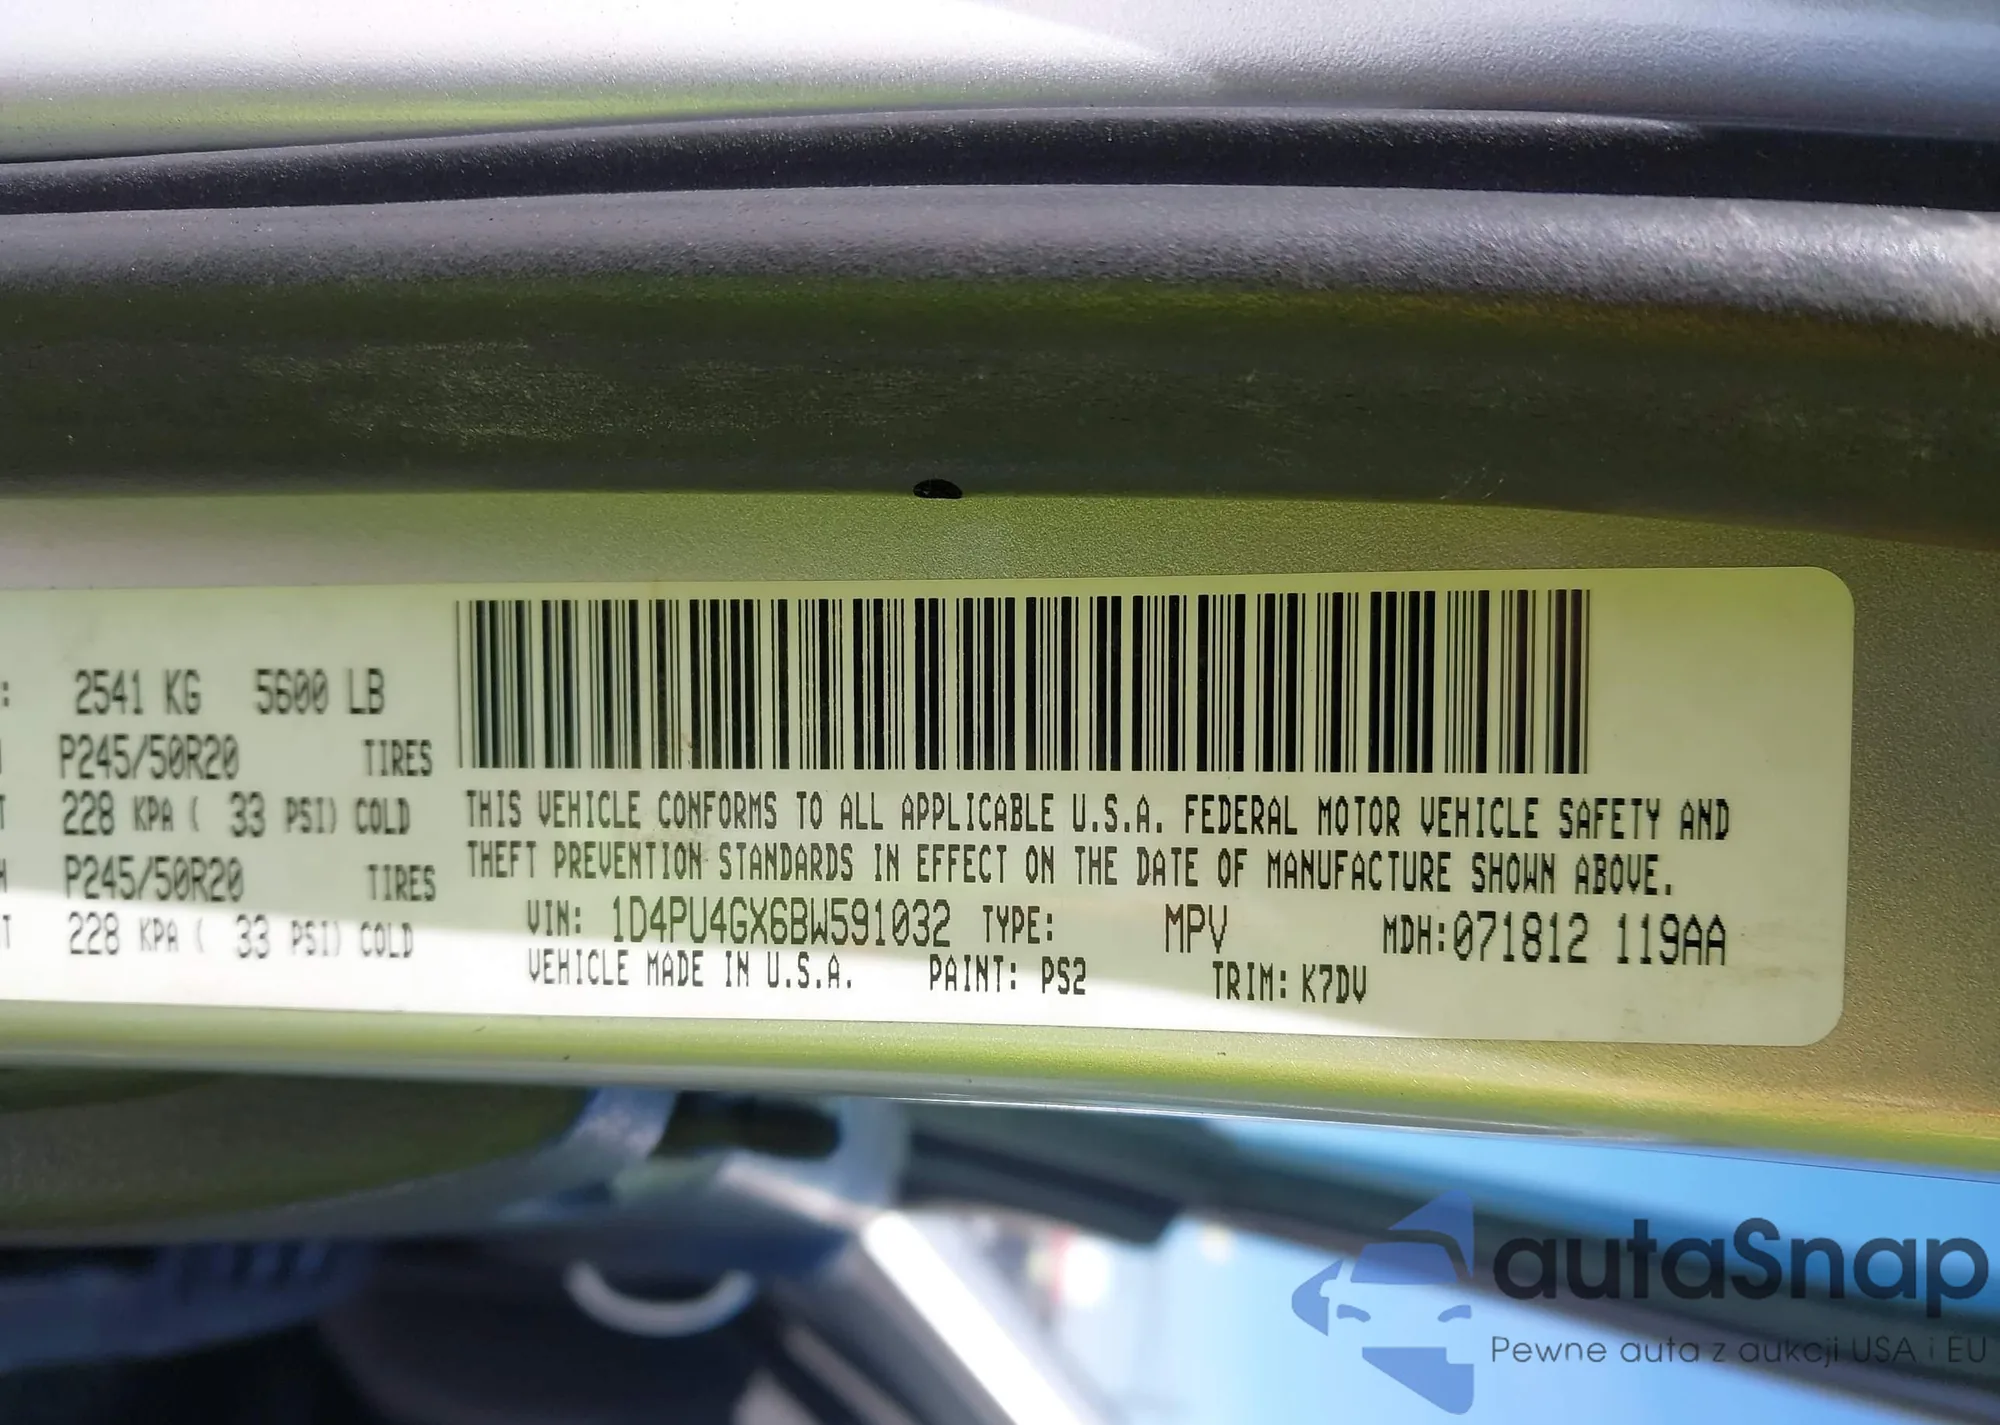 : 2541 KG 5600 LB
P245/50R20 TIRES
228 KPA ( 33 PSI) COLD
P245/50R20 TIRES
228 KPA ( 33 PSI) COLD
THIS VEHICLE CONFORMS TO ALL APPLICABLE U.S.A. FEDERAL MOTOR VEHICLE SAFETY AND
THEFT PREVENTION STANDARDS IN EFFECT ON THE DATE OF MANUFACTURE SHOWN ABOVE.
VIN: 1D4PU4GX6BW591032 TYPE: MPV MDH:071812 119AA
VEHICLE MADE IN U.S.A. PAINT: PS2 TRIM: K7DV
autaSnap
Pewne auta z aukcji USA i EU